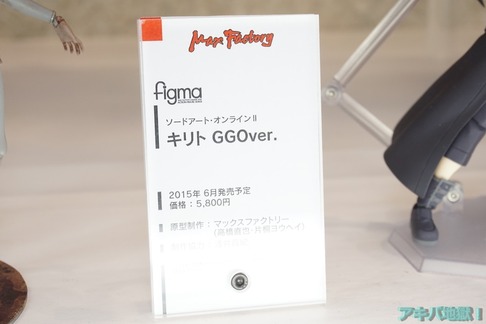 Max Factory
figma
ソードアート・オンラインII
キリト GGOver.
2015年 6月発売予定
価格：5,800円
原型制作：マックスファクトリー
アキバ地獄！